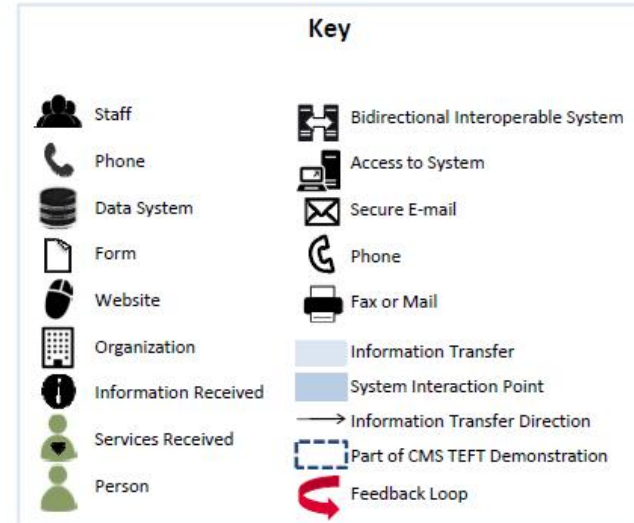 Key
Staff
Phone
Data System
Form
Website
Organization
Information Received
Services Received
Person
Bidirectional Interoperable System
Access to System
Secure E-mail
Phone
Fax or Mail
Information Transfer
System Interaction Point
Information Transfer Direction
Part of CMS TEFT Demonstration
Feedback Loop